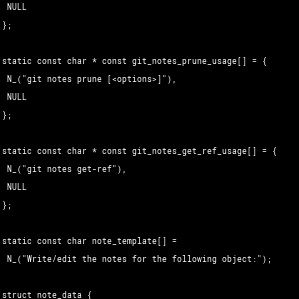 NULL
};
static const char * const git_notes_prune_usage[] = {
N_("git notes prune [<options>]"),
NULL
};
static const char * const git_notes_get_ref_usage[] = {
N_("git notes get-ref"),
NULL
};
static const char note_template[] =
N_("Write/edit the notes for the following object:");
struct note_data {